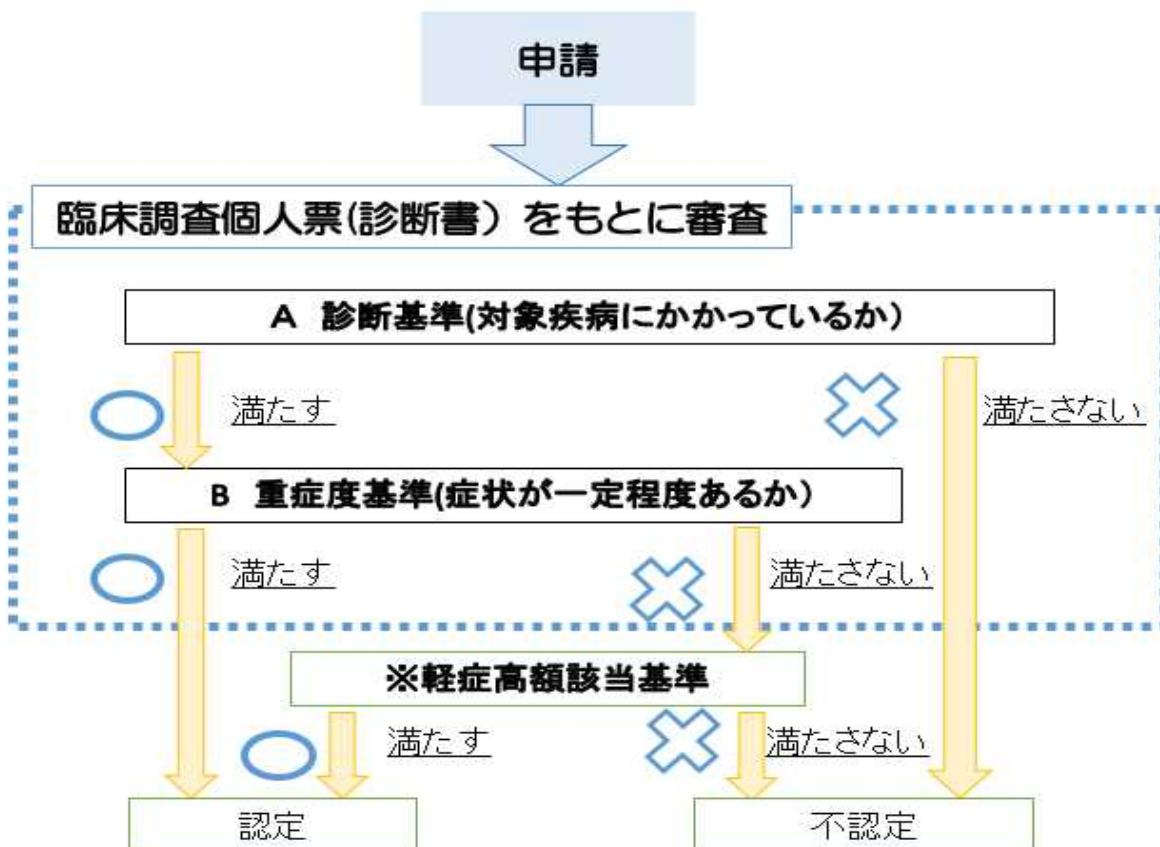 申請
臨床調査個人票(診断書）をもとに審査
A 診断基準(対象疾病にかかっているか）
満たす
満たさない
B 重症度基準(症状が一定程度あるか）
満たす
満たさない
※軽症高額該当基準
満たす
満たさない
認定
不認定